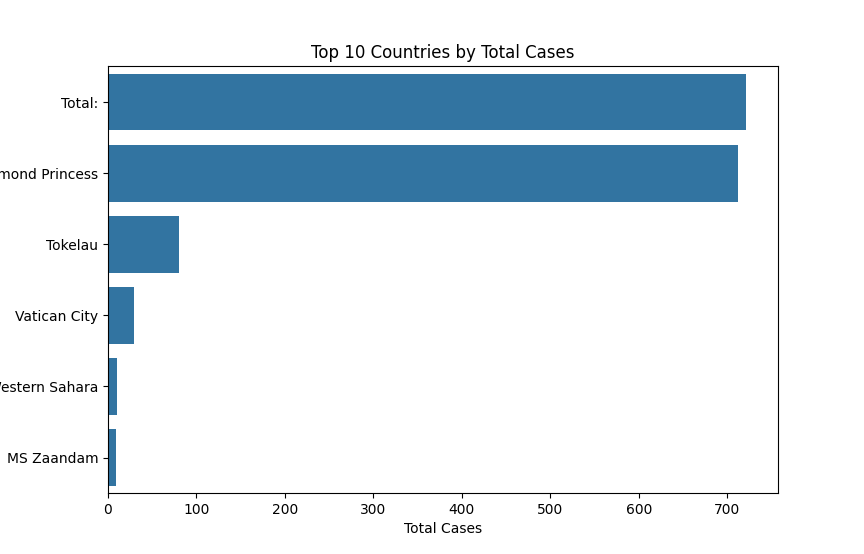 Top 10 Countries by Total Cases
Total:
mond Princess
Tokelau
Vatican City
estern Sahara
MS Zaandam
0 100 200 300 400 500 600 700
Total Cases